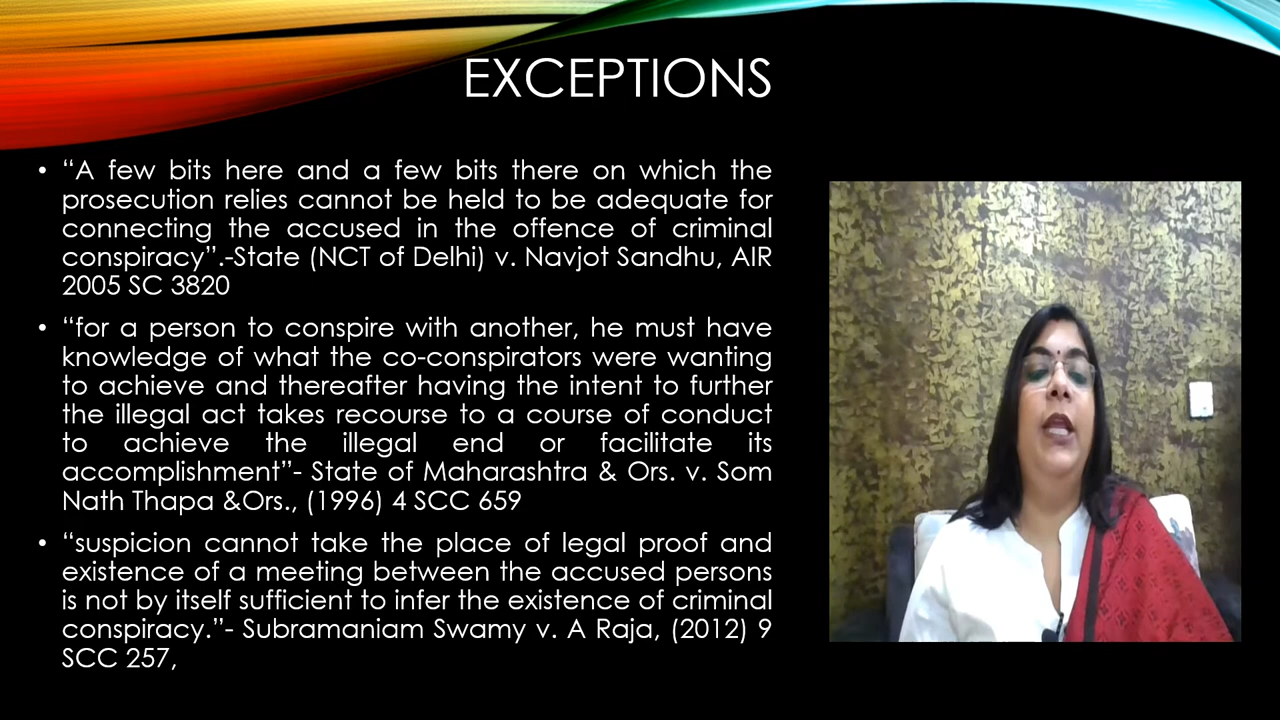 EXCEPTIONS
• “A few bits here and a few bits there on which the
prosecution relies cannot be held to be adequate for
connecting the accused in the offence of criminal
conspiracy”.-State (NCT of Delhi) v. Navjot Sandhu, AIR
2005 SC 3820
• “for a person to conspire with another, he must have
knowledge of what the co-conspirators were wanting
to achieve and thereafter having the intent to further
the illegal act takes recourse to a course of conduct
to achieve the illegal end or facilitate its
accomplishment”- State of Maharashtra & Ors. v. Som
Nath Thapa &Ors., (1996) 4 SCC 659
• “suspicion cannot take the place of legal proof and
existence of a meeting between the accused persons
is not by itself sufficient to infer the existence of criminal
conspiracy.”- Subramaniam Swamy v. A Raja, (2012) 9
SCC 257,